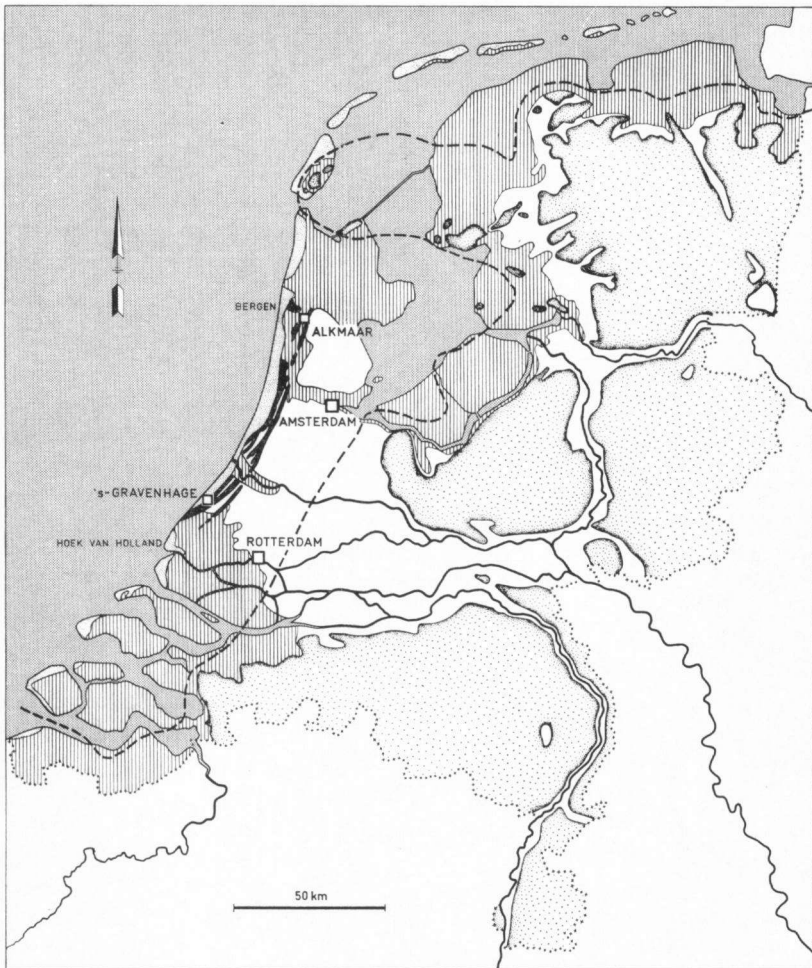 BERGEN
ALKMAAR
AMSTERDAM
's-GRAVENHAGE
HOEK VAN HOLLAND
ROTTERDAM
50 km